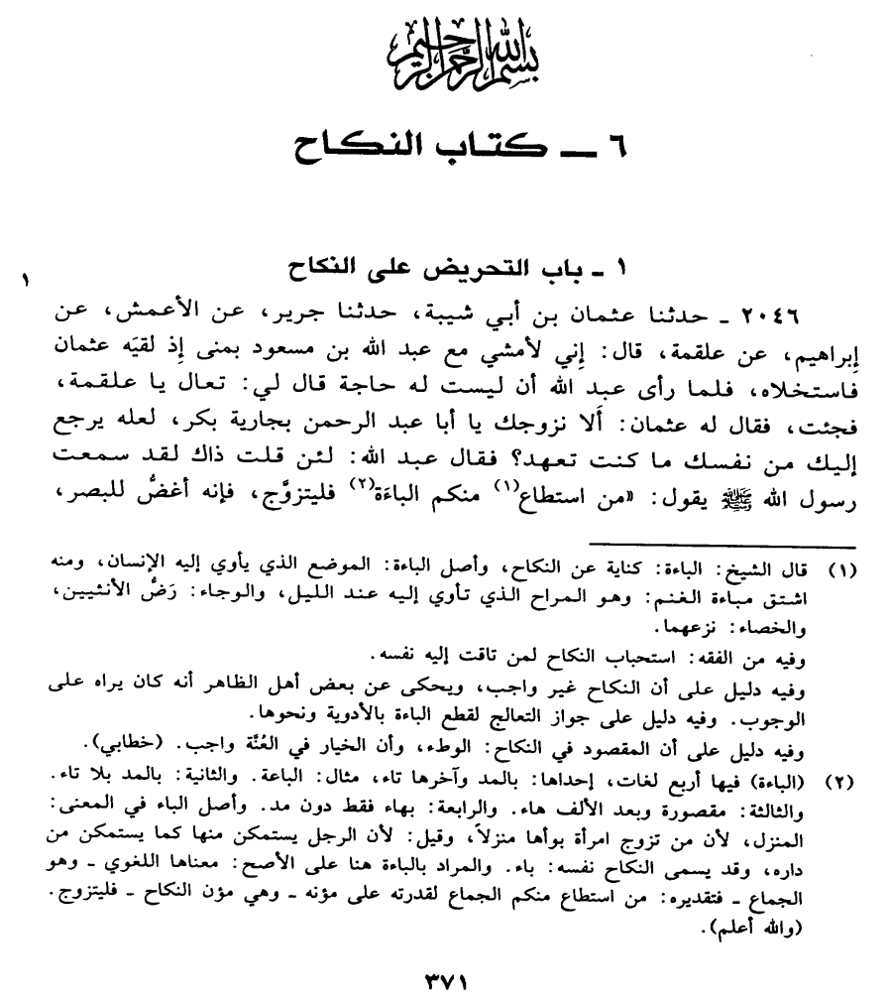 بسم الله الرحمن الرحيم
٦ ــ كتاب النكاح
١ ـ باب التحريض على النكاح
١
٢٠٤٦ ـ حدثنا عثمان بن أبي شيبة، حدثنا جرير، عن الأعمش، عن
إبراهيم، عن علقمة، قال: إني لأمشي مع عبد الله بن مسعود بمنى إذ لقيَه عثمان
فاستخلاه، فلما رأى عبد الله أن ليست له حاجة قال لي: تعال يا علقمة،
فجئت، فقال له عثمان: ألا نزوجك يا أبا عبد الرحمن بجارية بكر، لعله يرجع
إليك من نفسك ما كنت تعهد؟ فقال عبد الله: لئن قلت ذاك لقد سمعت
رسول الله ﷺ يقول: «من استطاع(١) منكم الباءَة(٢) فليتزوَّج، فإنه أغضُّ للبصر،
(١) قال الشيخ: الباءة: كناية عن النكاح، وأصل الباءة: الموضع الذي يأوي إليه الإنسان، ومنه
اشتق مباءة الغنم: وهو المراح الذي تأوي إليه عند الليل، والوجاء: رَضُّ الأنثيين،
والخصاء: نزعهما.
وفيه من الفقه: استحباب النكاح لمن تاقت إليه نفسه.
وفيه دليل على أن النكاح غير واجب، ويحكى عن بعض أهل الظاهر أنه كان يراه على
الوجوب. وفيه دليل على جواز التعالج لقطع الباءة بالأدوية ونحوها.
وفيه دليل على أن المقصود في النكاح: الوطء، وأن الخيار في العُنَّة واجب. (خطابي).
(٢) (الباءة) فيها أربع لغات، إحداها: بالمد وآخرها تاء، مثال: الباعة. والثانية: بالمد بلا تاء.
والثالثة: مقصورة وبعد الألف هاء. والرابعة: بهاء فقط دون مد. وأصل الباء في المعنى:
المنزل، لأن من تزوج امرأة بوأها منزلاً، وقيل: لأن الرجل يستمكن منها كما يستمكن من
داره، وقد يسمى النكاح نفسه: باء. والمراد بالباءة هنا على الأصح: معناها اللغوي ـ وهو
الجماع ـ فتقديره: من استطاع منكم الجماع لقدرته على مؤنه ـ وهي مؤن النكاح ـ فليتزوج.
(والله أعلم).
٣٧١